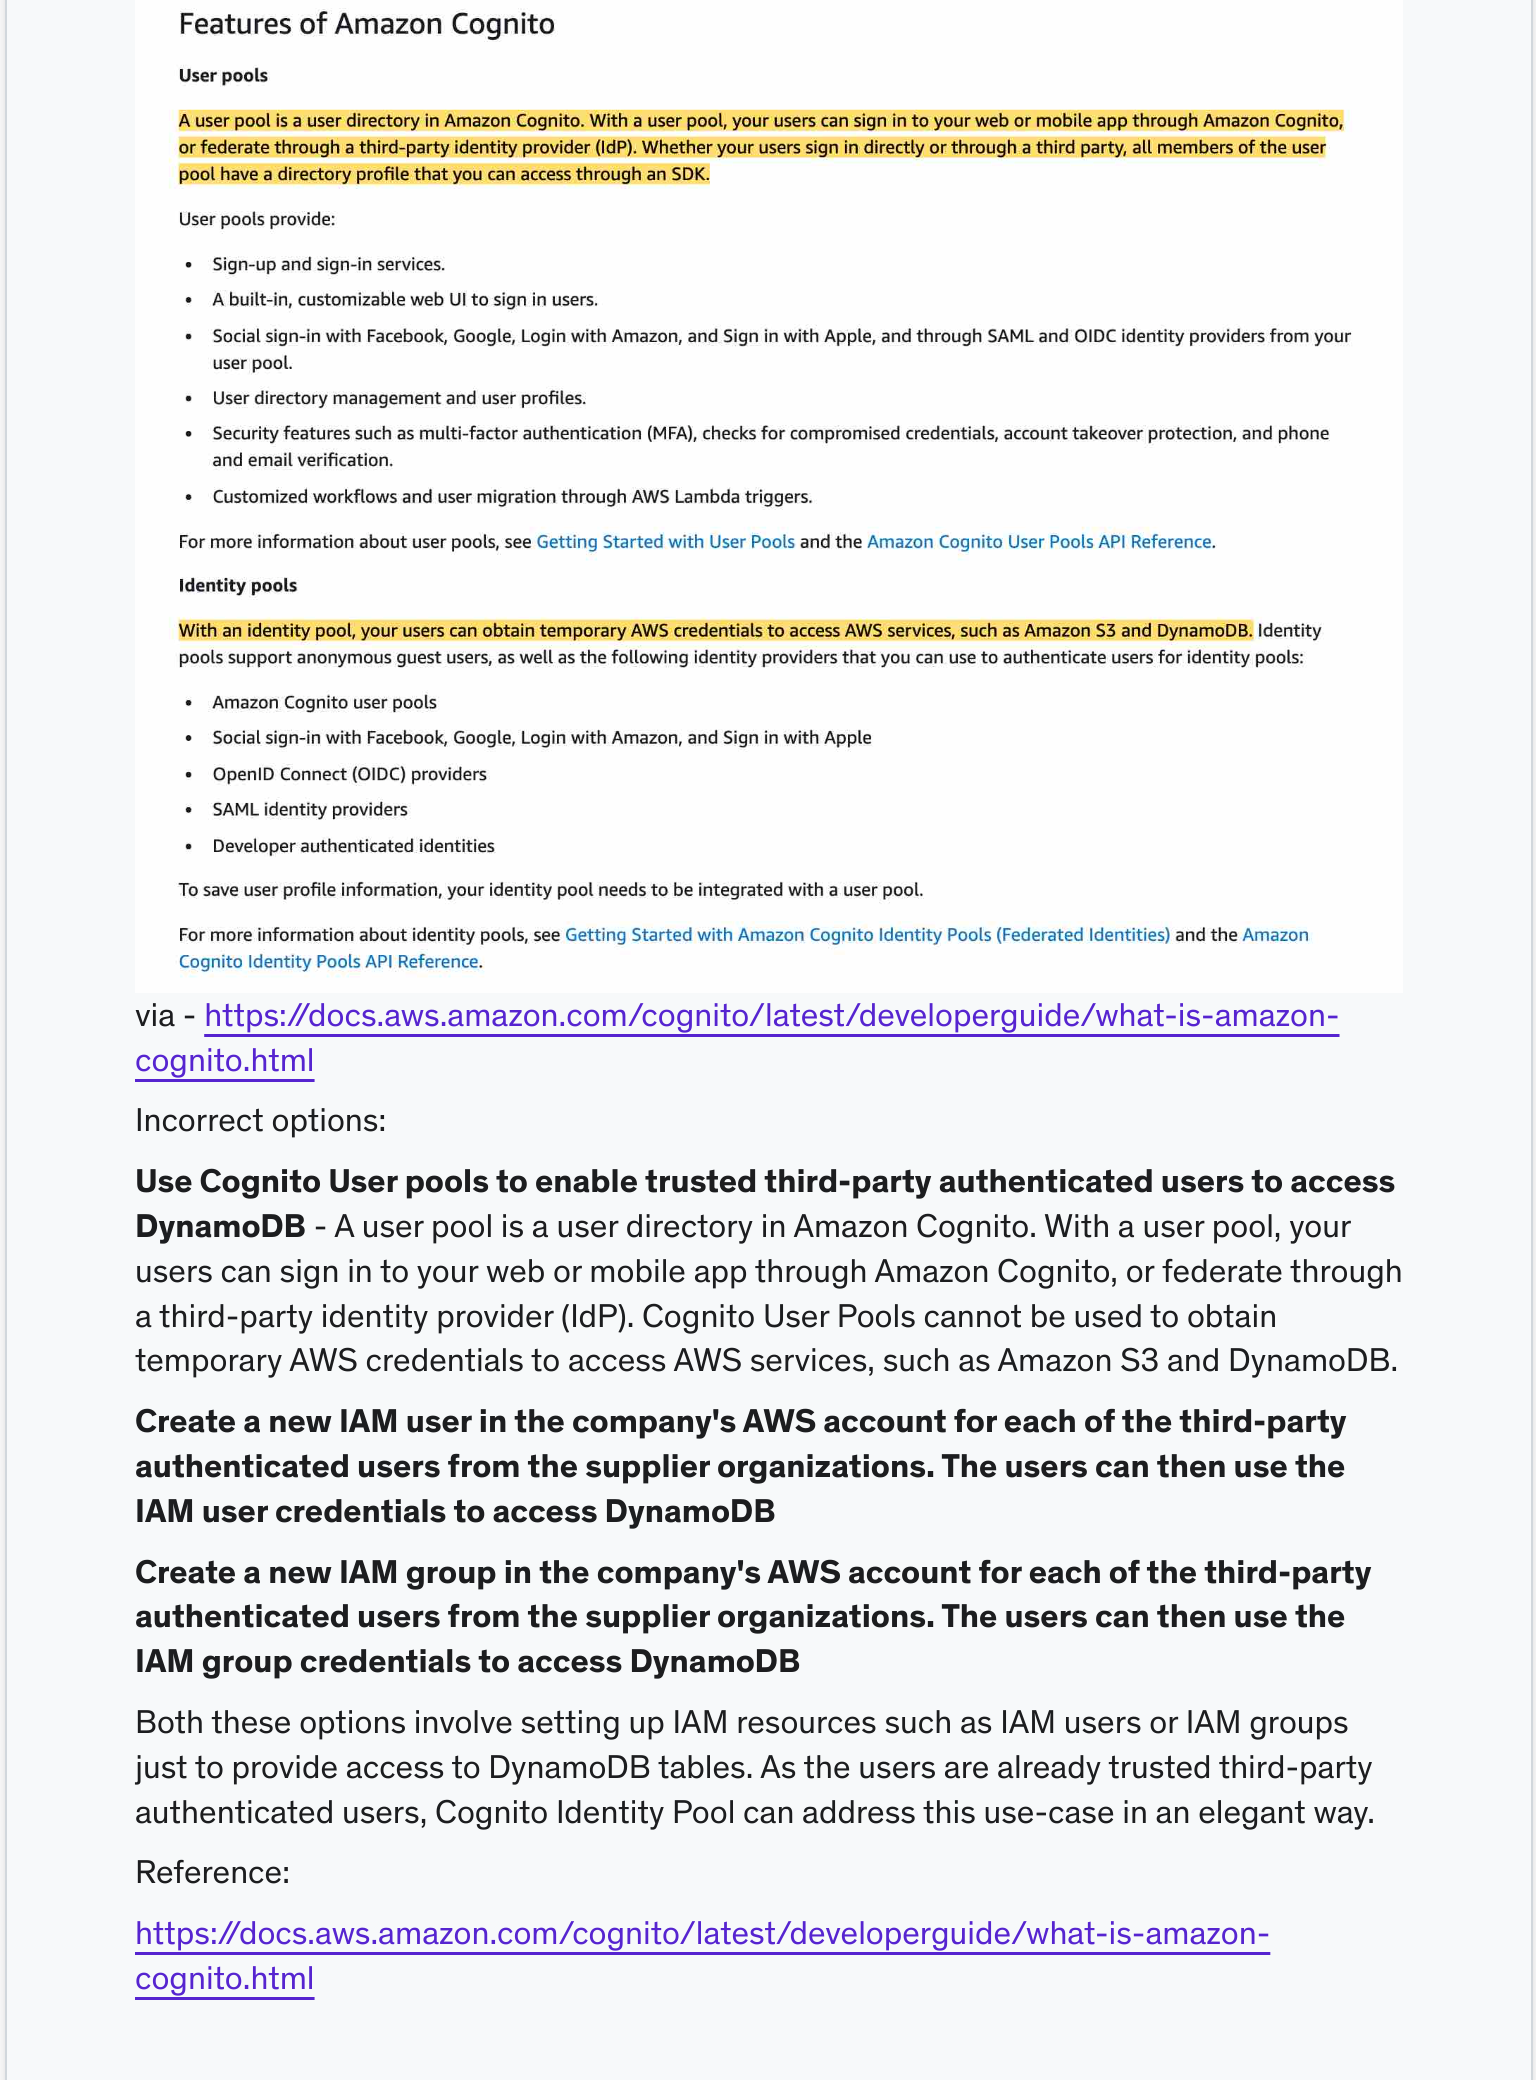 Features of Amazon Cognito
User pools
A user pool is a user directory in Amazon Cognito. With a user pool, your users can sign in to your web or mobile app through Amazon Cognito,
or federate through a third-party identity provider (IdP). Whether your users sign in directly or through a third party, all members of the user
pool have a directory profile that you can access through an SDK.
User pools provide:
• Sign-up and sign-in services.
• A built-in, customizable web UI to sign in users.
• Social sign-in with Facebook, Google, Login with Amazon, and Sign in with Apple, and through SAML and OIDC identity providers from your
user pool.
• User directory management and user profiles.
• Security features such as multi-factor authentication (MFA), checks for compromised credentials, account takeover protection, and phone
and email verification.
• Customized workflows and user migration through AWS Lambda triggers.
For more information about user pools, see Getting Started with User Pools and the Amazon Cognito User Pools API Reference.
Identity pools
With an identity pool, your users can obtain temporary AWS credentials to access AWS services, such as Amazon S3 and DynamoDB. Identity
pools support anonymous guest users, as well as the following identity providers that you can use to authenticate users for identity pools:
• Amazon Cognito user pools
• Social sign-in with Facebook, Google, Login with Amazon, and Sign in with Apple
• OpenID Connect (OIDC) providers
• SAML identity providers
• Developer authenticated identities
To save user profile information, your identity pool needs to be integrated with a user pool.
For more information about identity pools, see Getting Started with Amazon Cognito Identity Pools (Federated Identities) and the Amazon
Cognito Identity Pools API Reference.
via - https://docs.aws.amazon.com/cognito/latest/developerguide/what-is-amazon-
cognito.html
Incorrect options:
Use Cognito User pools to enable trusted third-party authenticated users to access
DynamoDB - A user pool is a user directory in Amazon Cognito. With a user pool, your
users can sign in to your web or mobile app through Amazon Cognito, or federate through
a third-party identity provider (IdP). Cognito User Pools cannot be used to obtain
temporary AWS credentials to access AWS services, such as Amazon S3 and DynamoDB.
Create a new IAM user in the company's AWS account for each of the third-party
authenticated users from the supplier organizations. The users can then use the
IAM user credentials to access DynamoDB
Create a new IAM group in the company's AWS account for each of the third-party
authenticated users from the supplier organizations. The users can then use the
IAM group credentials to access DynamoDB
Both these options involve setting up IAM resources such as IAM users or IAM groups
just to provide access to DynamoDB tables. As the users are already trusted third-party
authenticated users, Cognito Identity Pool can address this use-case in an elegant way.
Reference:
https://docs.aws.amazon.com/cognito/latest/developerguide/what-is-amazon-
cognito.html